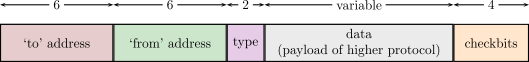 6 6 2 variable 4
‘to’ address ‘from’ address type data checkbits
(payload of higher protocol)